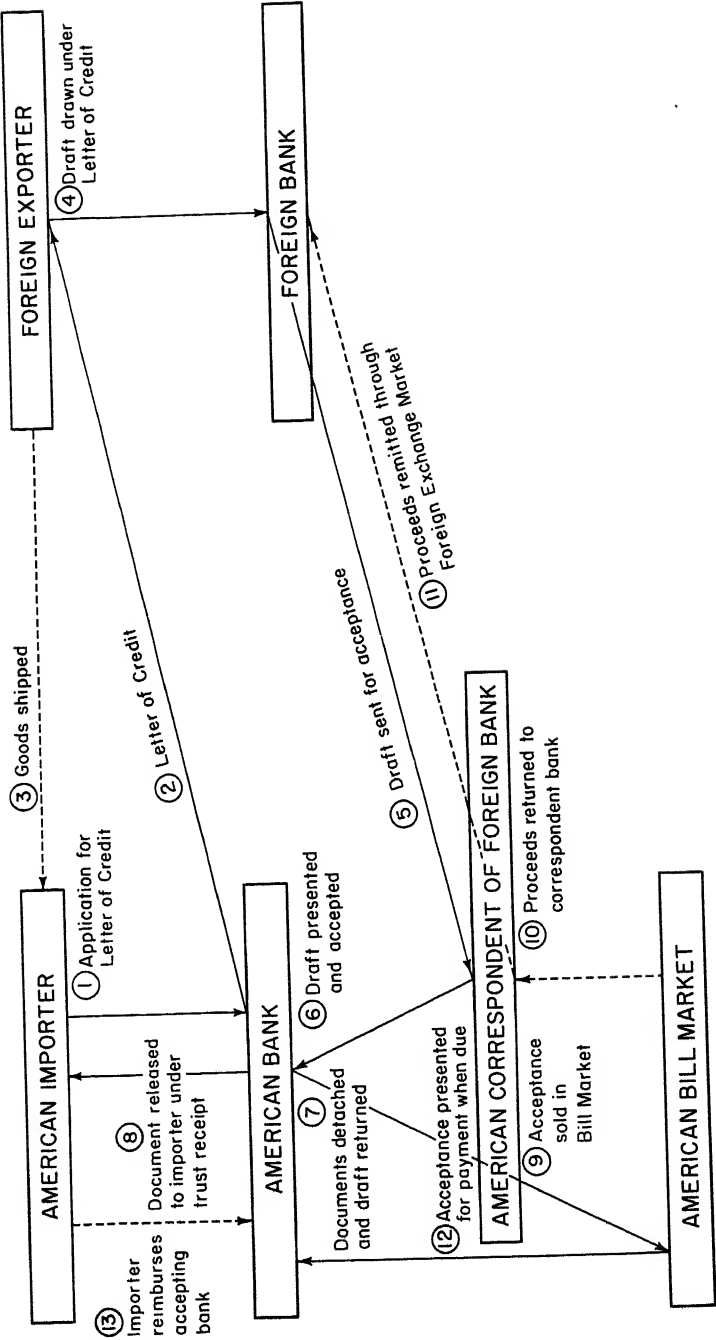 AMERICAN IMPORTER
FOREIGN EXPORTER
③ Goods shipped
① Application for
Letter of Credit
② Letter of Credit
④ Draft drawn under
Letter of Credit
⑬ Importer
reimburses
accepting
bank
⑧
Document released
to importer under
trust receipt
AMERICAN BANK
FOREIGN BANK
⑥ Draft presented
and accepted
⑦
Documents detached
and draft returned
⑤ Draft sent for acceptance
⑪ Proceeds remitted through
Foreign Exchange Market
⑫ Acceptance presented
for payment when due
AMERICAN CORRESPONDENT OF FOREIGN BANK
⑨ Acceptance
sold in
Bill Market
⑩ Proceeds returned to
correspondent bank
AMERICAN BILL MARKET